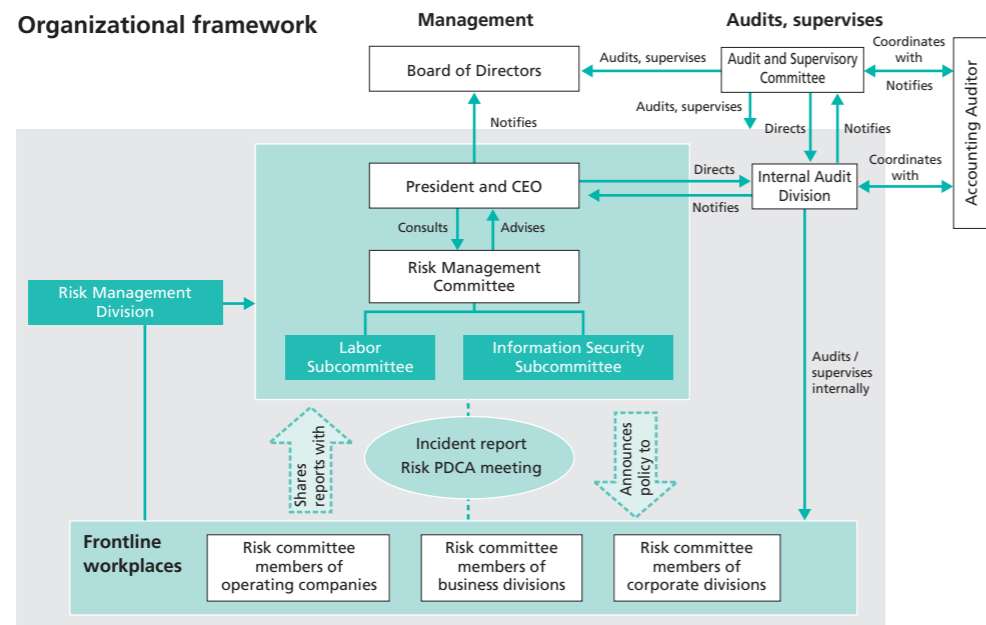 Organizational framework
Management
Audits, supervises
Board of Directors
Audits, supervises
Audit and Supervisory
Committee
Coordinates
with
Notifies
Accounting Auditor
Audits, supervises
Notifies
Directs
Notifies
President and CEO
Directs
Notifies
Internal Audit
Division
Coordinates
with
Consults
Advises
Risk Management
Committee
Risk Management
Division
Labor
Subcommittee
Information Security
Subcommittee
Audits /
supervises
internally
Shares
reports with
Incident report
Risk PDCA meeting
Announces
policy to
Frontline
workplaces
Risk committee
members of
operating companies
Risk committee
members of
business divisions
Risk committee
members of
corporate divisions